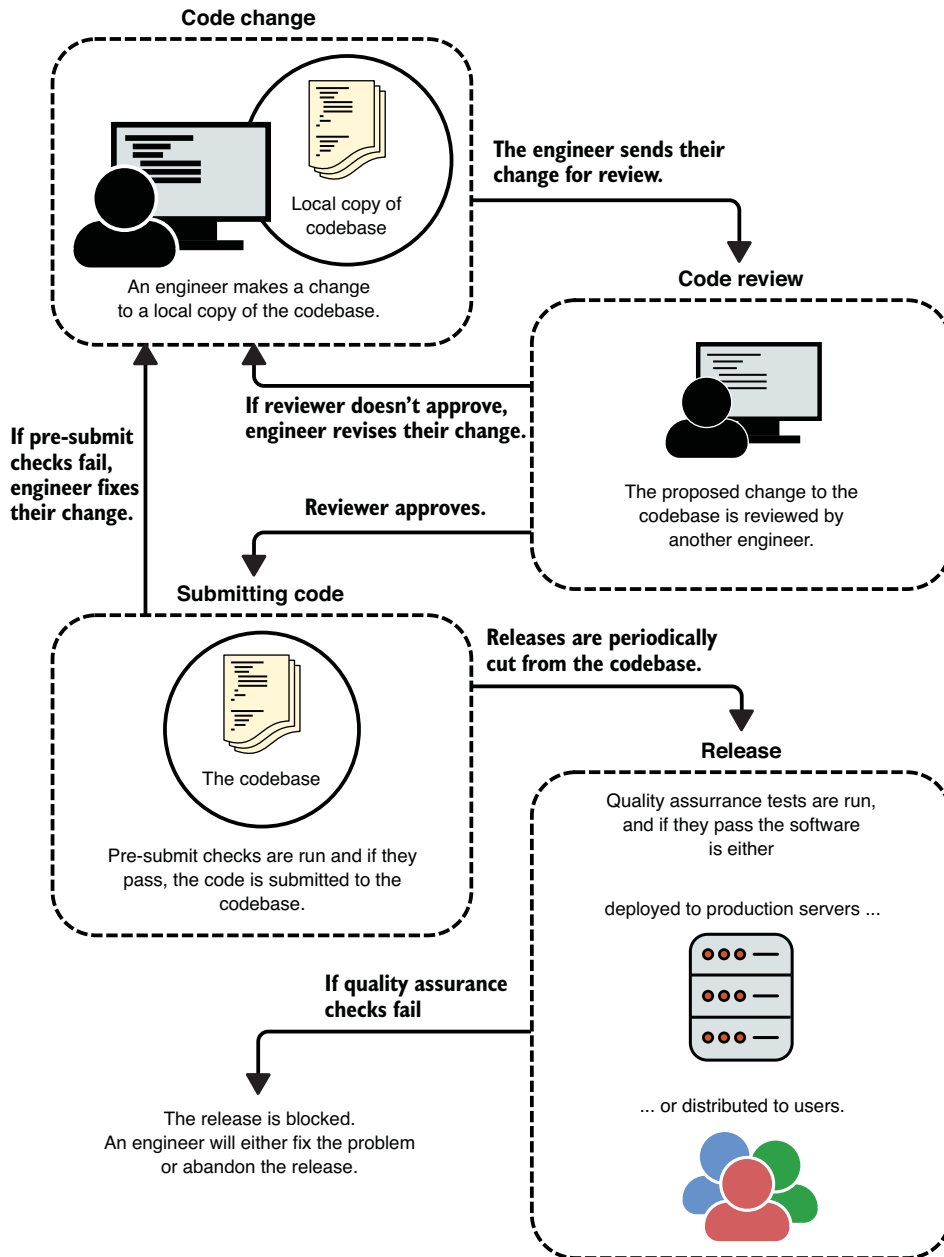 Code change
Local copy of
codebase
An engineer makes a change
to a local copy of the codebase.
The engineer sends their
change for review.
Code review
The proposed change to the
codebase is reviewed by
another engineer.
If reviewer doesn't approve,
engineer revises their change.
If pre-submit
checks fail,
engineer fixes
their change.
Reviewer approves.
Submitting code
The codebase
Pre-submit checks are run and if they
pass, the code is submitted to the
codebase.
Releases are periodically
cut from the codebase.
Release
Quality assurrance tests are run,
and if they pass the software
is either
deployed to production servers ...
... or distributed to users.
If quality assurance
checks fail
The release is blocked.
An engineer will either fix the problem
or abandon the release.